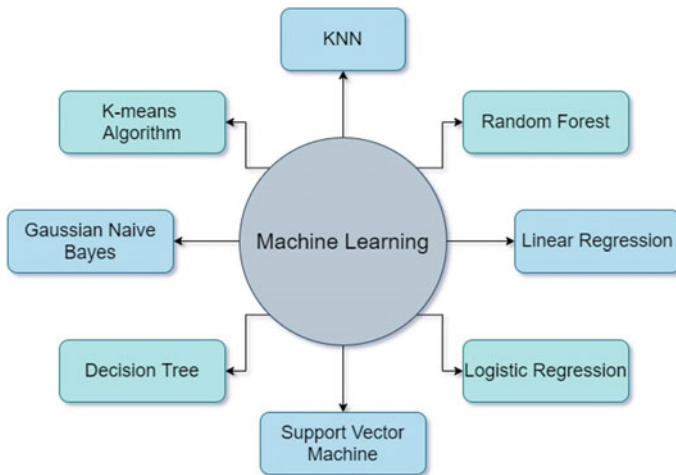 KNN
K-means
Algorithm
Random Forest
Gaussian Naive
Bayes
Machine Learning
Linear Regression
Decision Tree
Logistic Regression
Support Vector
Machine